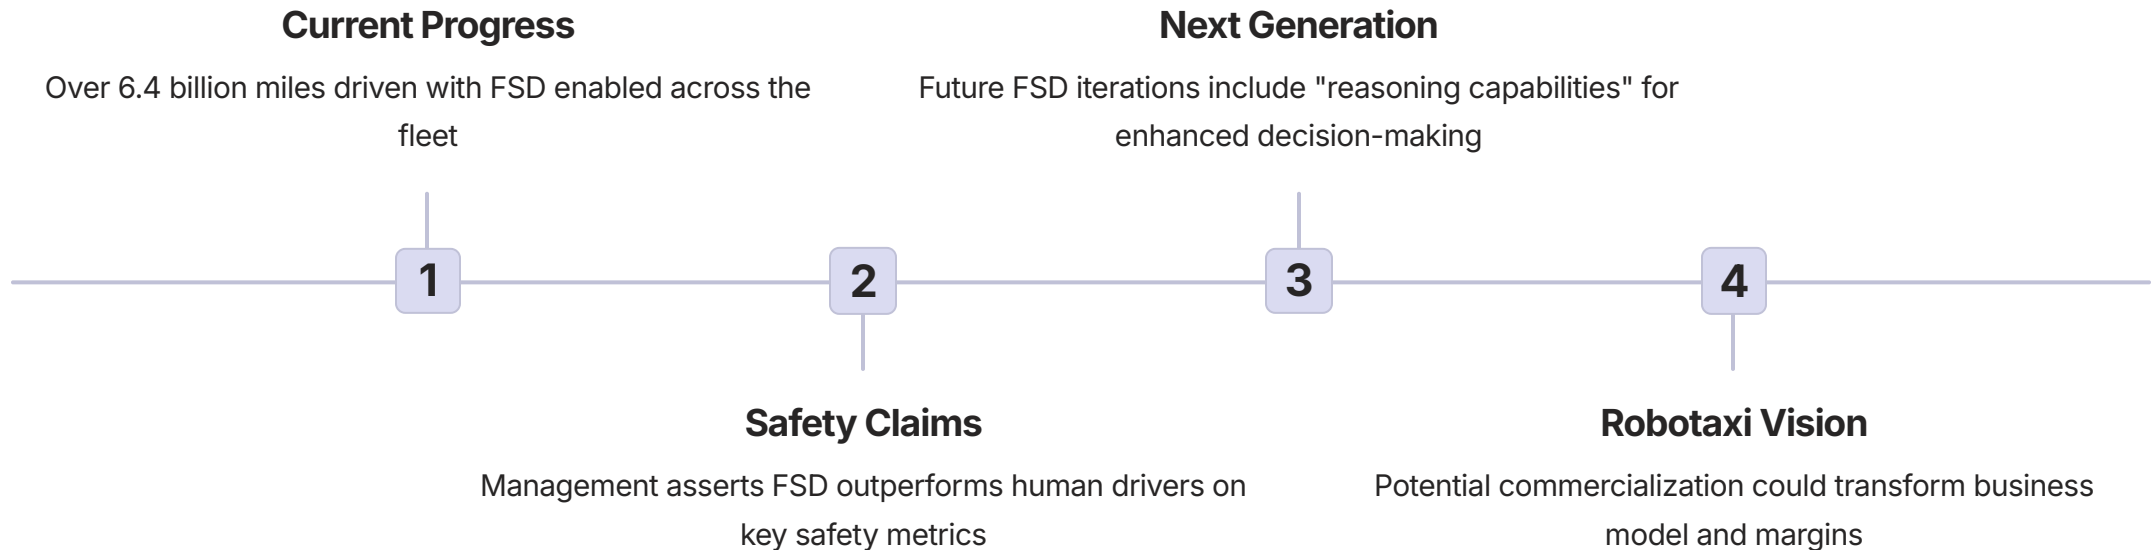 Current Progress
Over 6.4 billion miles driven with FSD enabled across the
fleet
Next Generation
Future FSD iterations include "reasoning capabilities" for
enhanced decision-making
1
2
3
4
Safety Claims
Management asserts FSD outperforms human drivers on
key safety metrics
Robotaxi Vision
Potential commercialization could transform business
model and margins